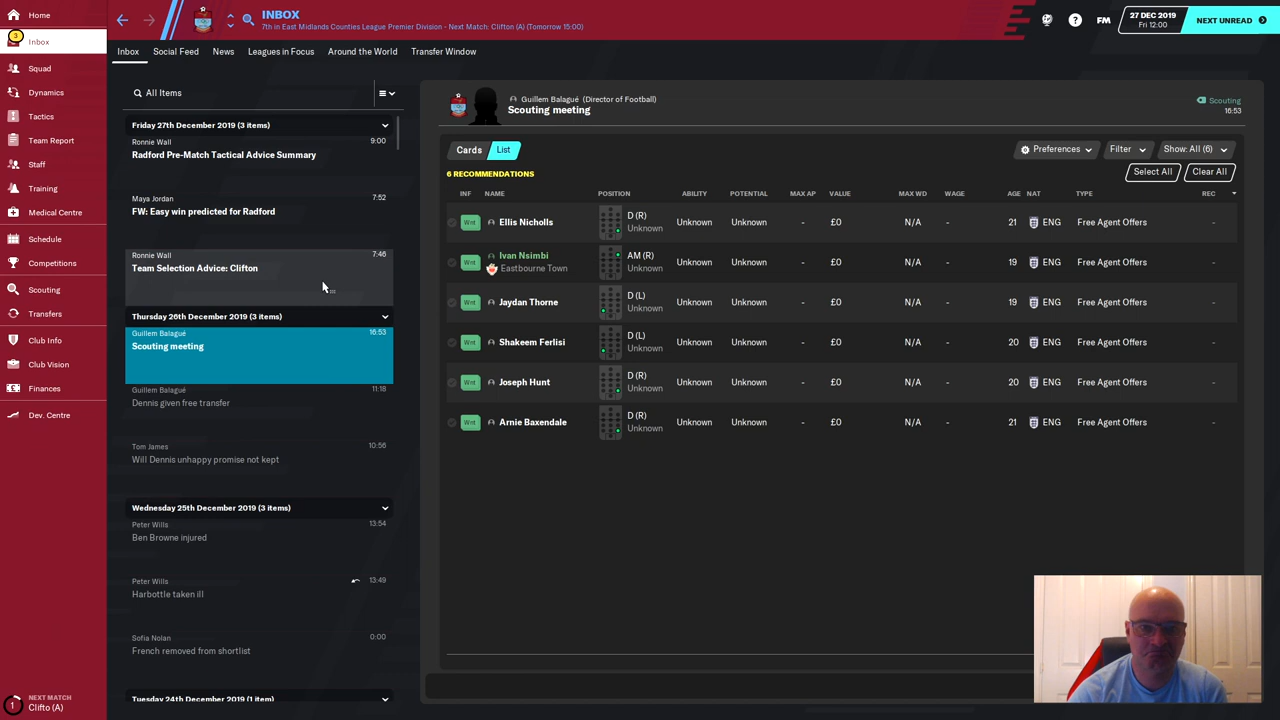 Home
3
Inbox
Squad
Dynamics
Tactics
Team Report
Staff
Training
Medical Centre
Schedule
Competitions
Scouting
Transfers
Club Info
Club Vision
Finances
Dev. Centre
1
NEXT MATCH
Clifto (A)
INBOX
7th in East Midlands Counties League Premier Division - Next Match: Clifton (A) (Tomorrow 15:00)
?
FM
27 DEC 2019
Fri 12:00
NEXT UNREAD
Inbox Social Feed News Leagues in Focus Around the World Transfer Window
All Items
Friday 27th December 2019 (3 items)
Ronnie Wall 9:00
Radford Pre-Match Tactical Advice Summary
Maya Jordan 7:52
FW: Easy win predicted for Radford
Ronnie Wall 7:46
Team Selection Advice: Clifton
Thursday 26th December 2019 (3 items)
Guillem Balagué 16:53
Scouting meeting
Guillem Balagué 11:18
Dennis given free transfer
Tom James 10:56
Will Dennis unhappy promise not kept
Wednesday 25th December 2019 (3 items)
Peter Wills 13:54
Ben Browne injured
Peter Wills 13:49
Harbottle taken ill
Sofia Nolan 0:00
French removed from shortlist
Tuesday 24th December 2019 (1 item)
Guillem Balagué (Director of Football)
Scouting meeting
Scouting
16:53
Cards List
Preferences Filter Show: All (6)
6 RECOMMENDATIONS
Select All Clear All
INF NAME POSITION ABILITY POTENTIAL MAX AP VALUE MAX WD WAGE AGE NAT TYPE REC
Wnt Ellis Nicholls D (R) Unknown Unknown Unknown - £0 N/A - 21 ENG Free Agent Offers -
Wnt Ivan Nsimbi Eastbourne Town AM (R) Unknown Unknown Unknown - £0 N/A - 19 ENG Free Agent Offers -
Wnt Jaydan Thorne D (L) Unknown Unknown Unknown - £0 N/A - 19 ENG Free Agent Offers -
Wnt Shakeem Ferlisi D (L) Unknown Unknown Unknown - £0 N/A - 20 ENG Free Agent Offers -
Wnt Joseph Hunt D (R) Unknown Unknown Unknown - £0 N/A - 20 ENG Free Agent Offers -
Wnt Arnie Baxendale D (R) Unknown Unknown Unknown - £0 N/A - 21 ENG Free Agent Offers -